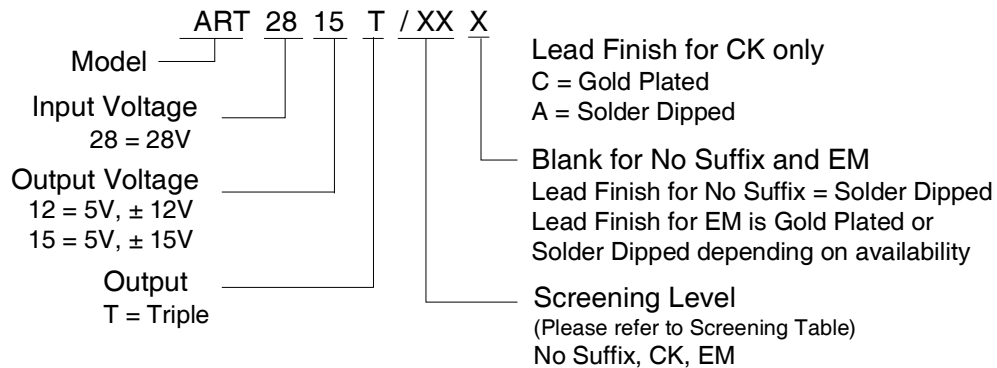 ART 28 15 T / XX X
Model
Input Voltage
28 = 28V
Output Voltage
12 = 5V, ± 12V
15 = 5V, ± 15V
Output
T = Triple
Lead Finish for CK only
C = Gold Plated
A = Solder Dipped
Blank for No Suffix and EM
Lead Finish for No Suffix = Solder Dipped
Lead Finish for EM is Gold Plated or
Solder Dipped depending on availability
Screening Level
(Please refer to Screening Table)
No Suffix, CK, EM